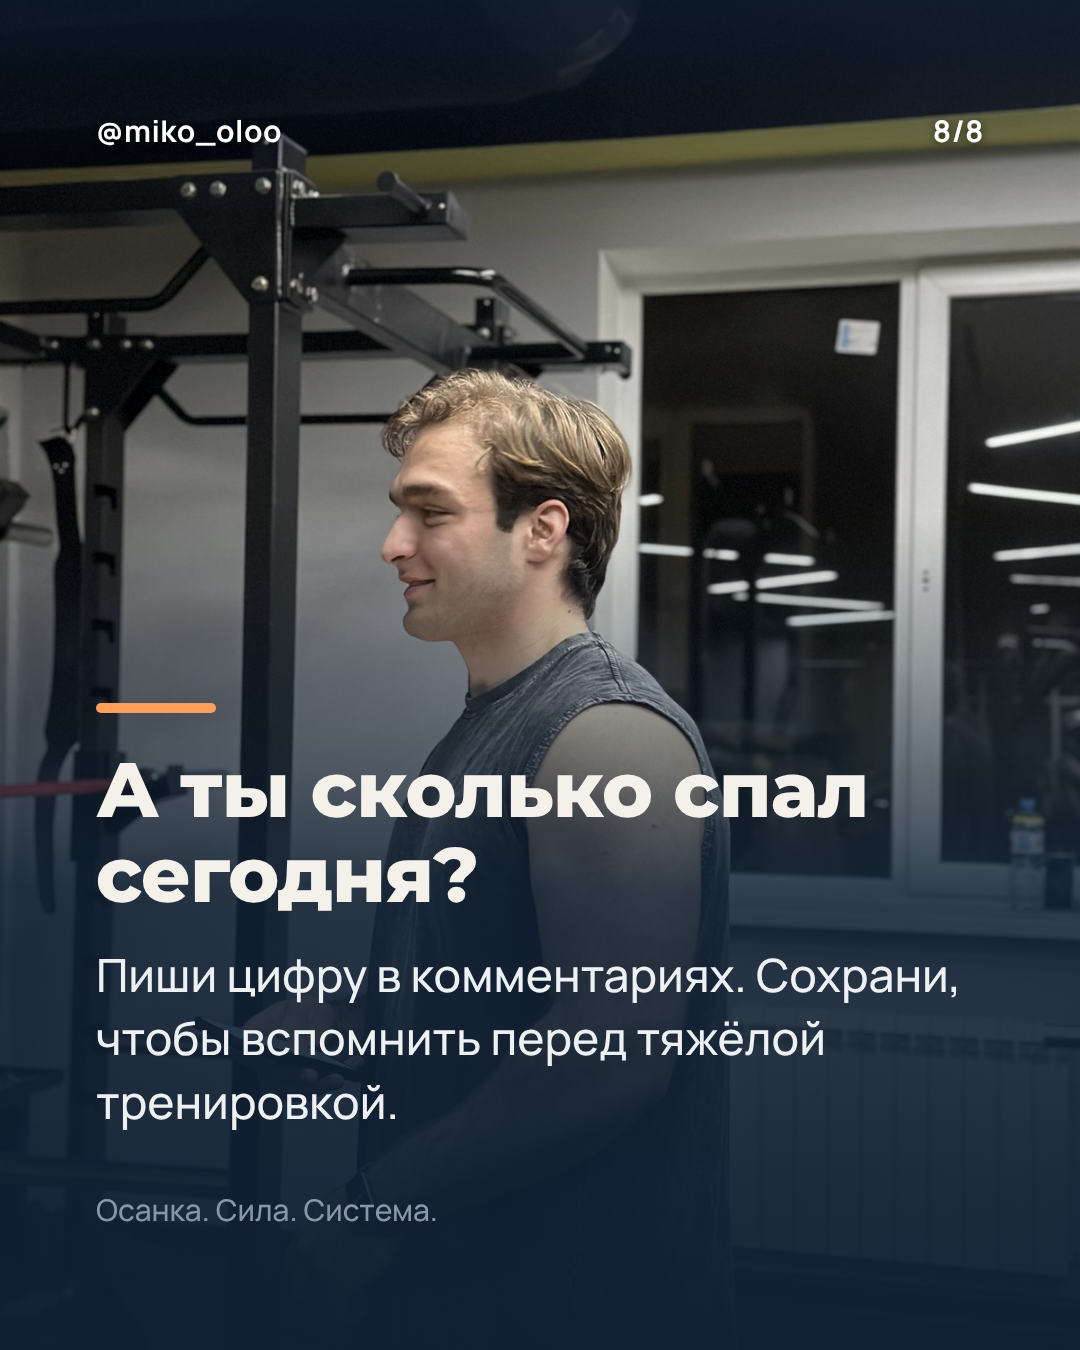 @miko_oloo
8/8
А ты сколько спал
сегодня?
Пиши цифру в комментариях. Сохрани,
чтобы вспомнить перед тяжёлой
тренировкой.
Осанка. Сила. Система.